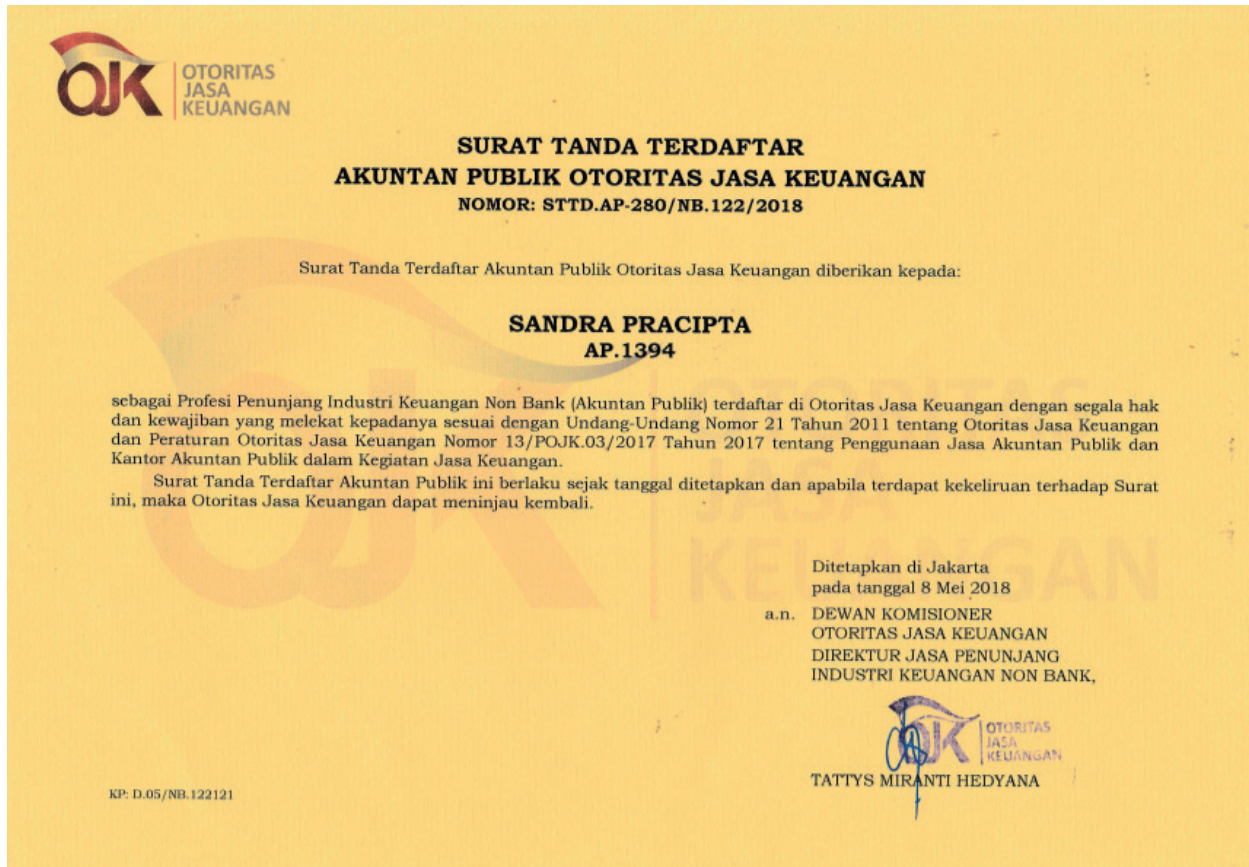 OJK OTORITAS
JASA
KEUANGAN
SURAT TANDA TERDAFTAR
AKUNTAN PUBLIK OTORITAS JASA KEUANGAN
NOMOR: STTD.AP-280/NB.122/2018
Surat Tanda Terdaftar Akuntan Publik Otoritas Jasa Keuangan diberikan kepada:
SANDRA PRACIPTA
AP.1394
sebagai Profesi Penunjang Industri Keuangan Non Bank (Akuntan Publik) terdaftar di Otoritas Jasa Keuangan dengan segala hak
dan kewajiban yang melekat kepadanya sesuai dengan Undang-Undang Nomor 21 Tahun 2011 tentang Otoritas Jasa Keuangan
dan Peraturan Otoritas Jasa Keuangan Nomor 13/POJK.03/2017 Tahun 2017 tentang Penggunaan Jasa Akuntan Publik dan
Kantor Akuntan Publik dalam Kegiatan Jasa Keuangan.
Surat Tanda Terdaftar Akuntan Publik ini berlaku sejak tanggal ditetapkan dan apabila terdapat kekeliruan terhadap Surat
ini, maka Otoritas Jasa Keuangan dapat meninjau kembali.
OJK OTORITAS
JASA
KEUANGAN
Ditetapkan di Jakarta
pada tanggal 8 Mei 2018
a.n. DEWAN KOMISIONER
OTORITAS JASA KEUANGAN
DIREKTUR JASA PENUNJANG
INDUSTRI KEUANGAN NON BANK,
OJK OTORITAS
JASA
KEUANGAN
TATTYS MIRANTI HEDYANA
KP: D.05/NB.122121